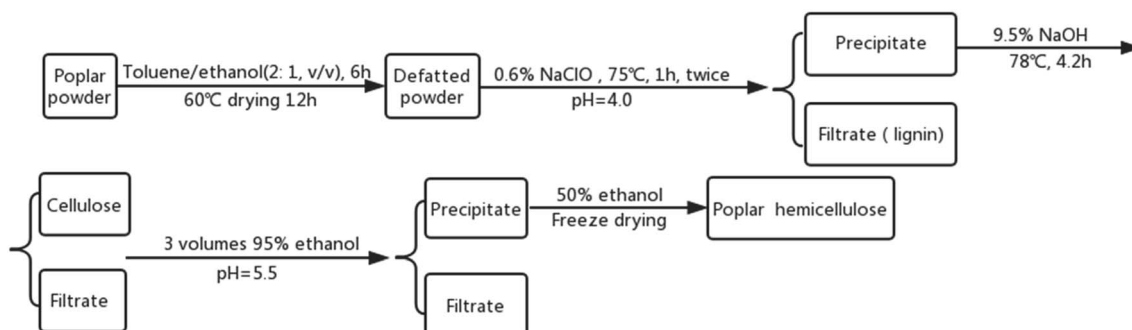 Poplar
powder
Toluene/ethanol(2: 1, v/v), 6h
60℃ drying 12h
Defatted
powder
0.6% NaClO , 75℃, 1h, twice
pH=4.0
Precipitate
Filtrate ( lignin)
9.5% NaOH
78℃, 4.2h
Cellulose
Filtrate
3 volumes 95% ethanol
pH=5.5
Precipitate
Filtrate
50% ethanol
Freeze drying
Poplar hemicellulose